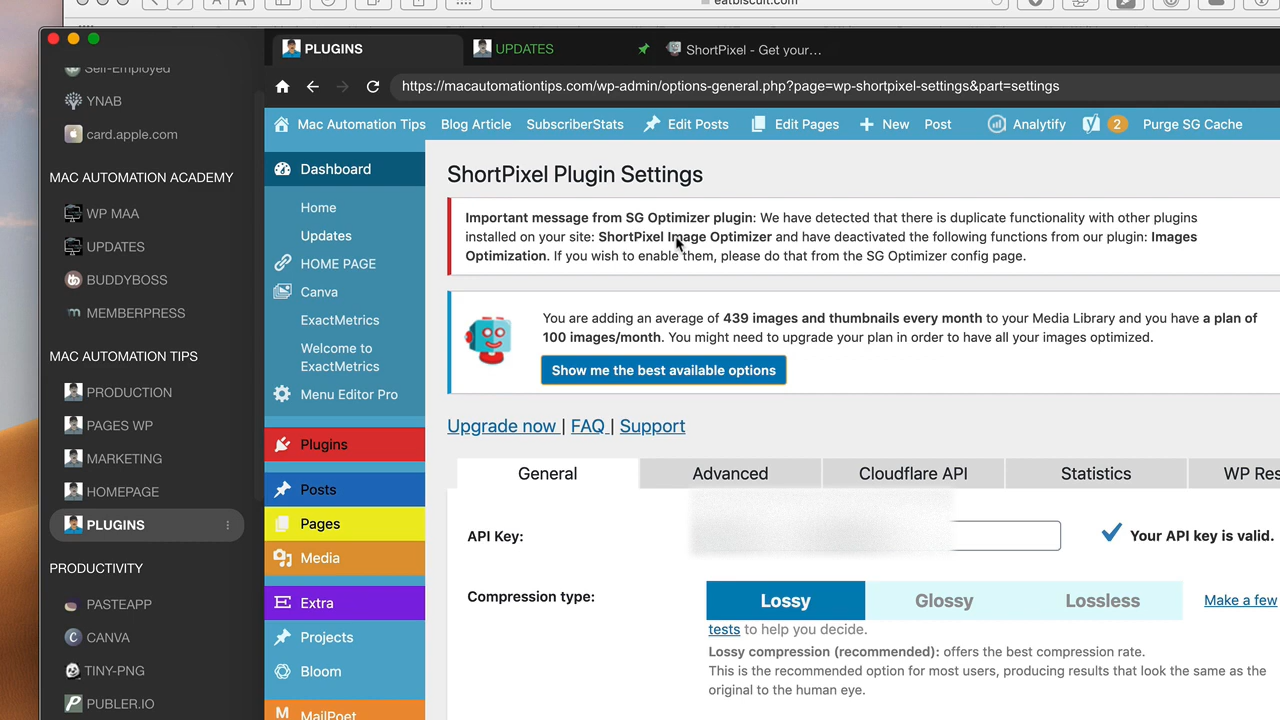 eatbiscuit.com
PLUGINS
UPDATES
ShortPixel - Get your...
https://macautomationtips.com/wp-admin/options-general.php?page=wp-shortpixel-settings&part=settings
Mac Automation Tips
Blog Article
SubscriberStats
Edit Posts
Edit Pages
New
Post
Analytify
2
Purge SG Cache
Self-Employed
YNAB
card.apple.com
MAC AUTOMATION ACADEMY
WP MAA
UPDATES
BUDDYBOSS
MEMBERPRESS
MAC AUTOMATION TIPS
PRODUCTION
PAGES WP
MARKETING
HOMEPAGE
PLUGINS
PRODUCTIVITY
PASTEAPP
CANVA
TINY-PNG
PUBLER.IO
Dashboard
Home
Updates
HOME PAGE
Canva
ExactMetrics
Welcome to
ExactMetrics
Menu Editor Pro
Plugins
Posts
Pages
Media
Extra
Projects
Bloom
MailPoet
ShortPixel Plugin Settings
Important message from SG Optimizer plugin: We have detected that there is duplicate functionality with other plugins
installed on your site: ShortPixel Image Optimizer and have deactivated the following functions from our plugin: Images
Optimization. If you wish to enable them, please do that from the SG Optimizer config page.
You are adding an average of 439 images and thumbnails every month to your Media Library and you have a plan of
100 images/month. You might need to upgrade your plan in order to have all your images optimized.
Show me the best available options
Upgrade now | FAQ | Support
General
Advanced
Cloudflare API
Statistics
WP Res
API Key:
Your API key is valid.
Compression type:
Lossy
Glossy
Lossless
Make a few
tests to help you decide.
Lossy compression (recommended): offers the best compression rate.
This is the recommended option for most users, producing results that look the same as the
original to the human eye.